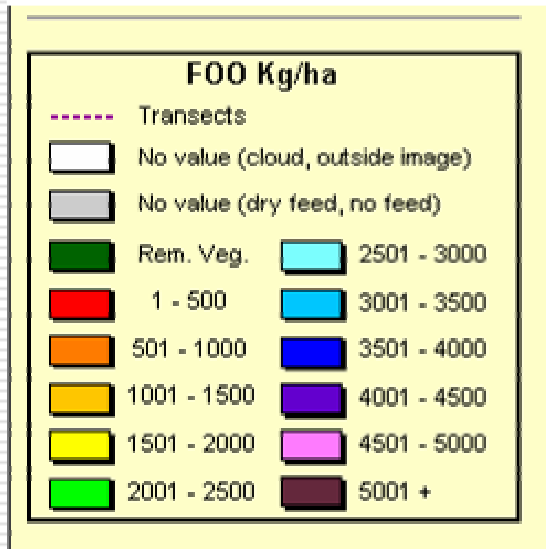 FOO Kg/ha
Transects
No value (cloud, outside image)
No value (dry feed, no feed)
Rem. Veg.
1 - 500
501 - 1000
1001 - 1500
1501 - 2000
2001 - 2500
2501 - 3000
3001 - 3500
3501 - 4000
4001 - 4500
4501 - 5000
5001 +